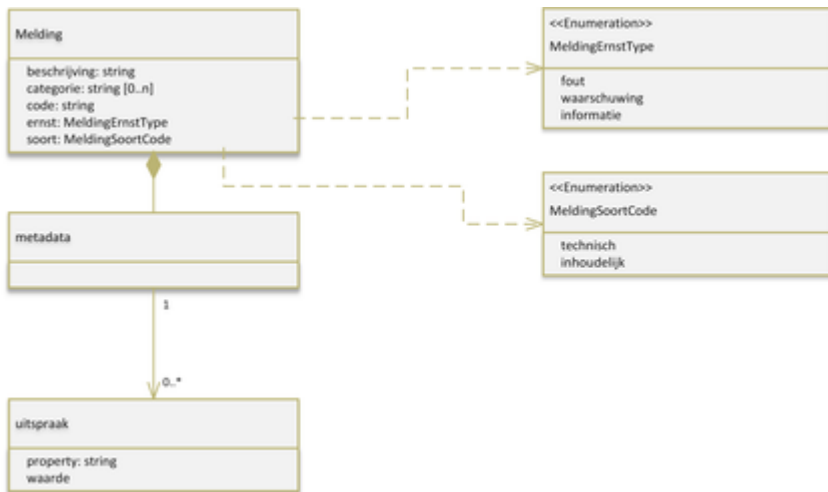 Melding
beschrijving: string
categorie: string [0..n]
code: string
ernst: MeldingErnstType
soort: MeldingSoortCode
<<Enumeration>>
MeldingErnstType
fout
waarschuwing
informatie
<<Enumeration>>
MeldingSoortCode
technisch
inhoudelijk
metadata
1
0..*
uitspraak
property: string
waarde